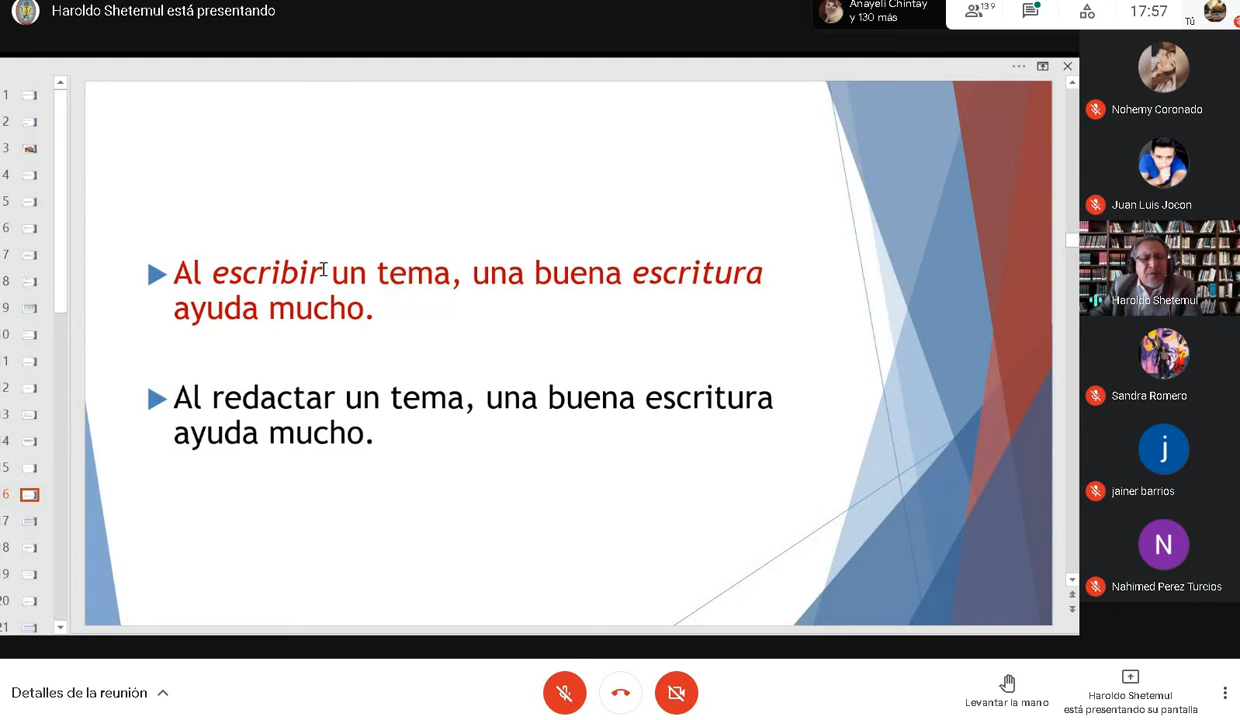 Haroldo Shetemul está presentando
Anayeli Chintay
y 130 más
139
17:57
Tú
1
2
3
4
5
6
7
8
9
0
1
2
3
4
5
6
7
8
9
20
21
Al escribir un tema, una buena escritura
ayuda mucho.
Al redactar un tema, una buena escritura
ayuda mucho.
Nohemy Coronado
Juan Luis Jocon
Haroldo Shetemul
Sandra Romero
j
jainer barrios
N
Nahimed Perez Turcios
Detalles de la reunión
Levantar la mano
Haroldo Shetemul
está presentando su pantalla